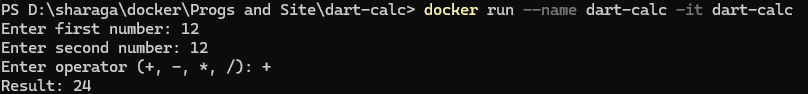 PS D:\sharaga\docker\Progs and Site\dart-calc> docker run --name dart-calc -it dart-calc
Enter first number: 12
Enter second number: 12
Enter operator (+, -, *, /): +
Result: 24